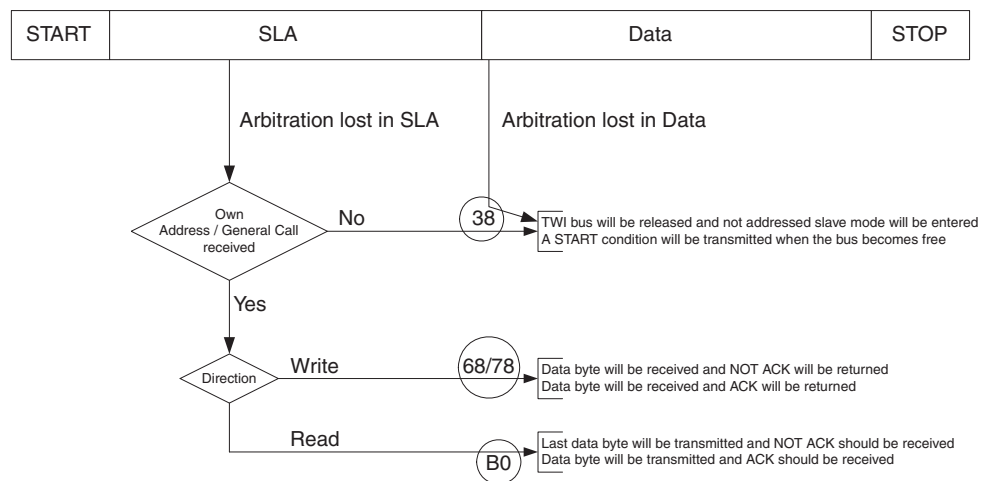 START SLA Data STOP
Arbitration lost in SLA Arbitration lost in Data
Own
Address / General Call
received
No
38
TWI bus will be released and not addressed slave mode will be entered
A START condition will be transmitted when the bus becomes free
Yes
Direction
Write
68/78
Data byte will be received and NOT ACK will be returned
Data byte will be received and ACK will be returned
Read
B0
Last data byte will be transmitted and NOT ACK should be received
Data byte will be transmitted and ACK should be received